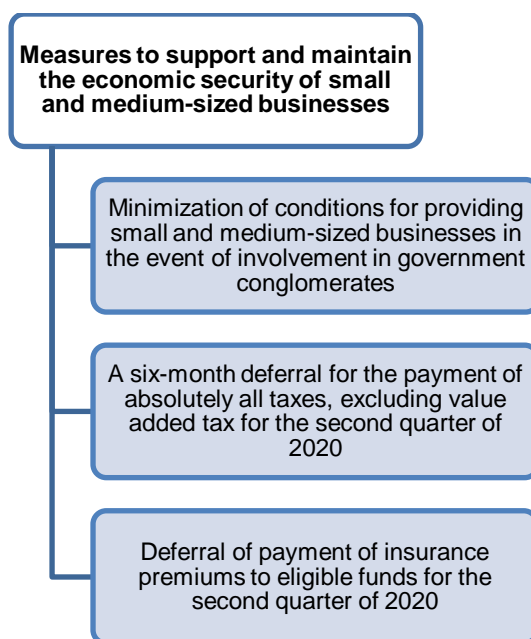 Measures to support and maintain
the economic security of small
and medium-sized businesses
Minimization of conditions for providing
small and medium-sized businesses in
the event of involvement in government
conglomerates
A six-month deferral for the payment of
absolutely all taxes, excluding value
added tax for the second quarter of
2020
Deferral of payment of insurance
premiums to eligible funds for the
second quarter of 2020